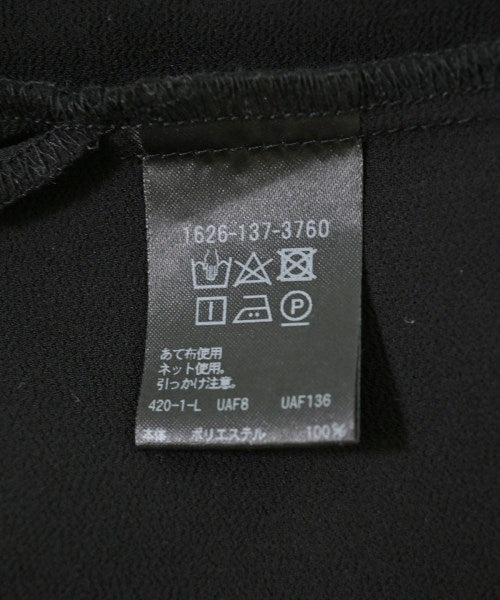 1626-137-3760
P
あて布使用
ネット使用。
引っかけ注意。
420-1-L UAF8 UAF136
本体 ポリエステル 100%